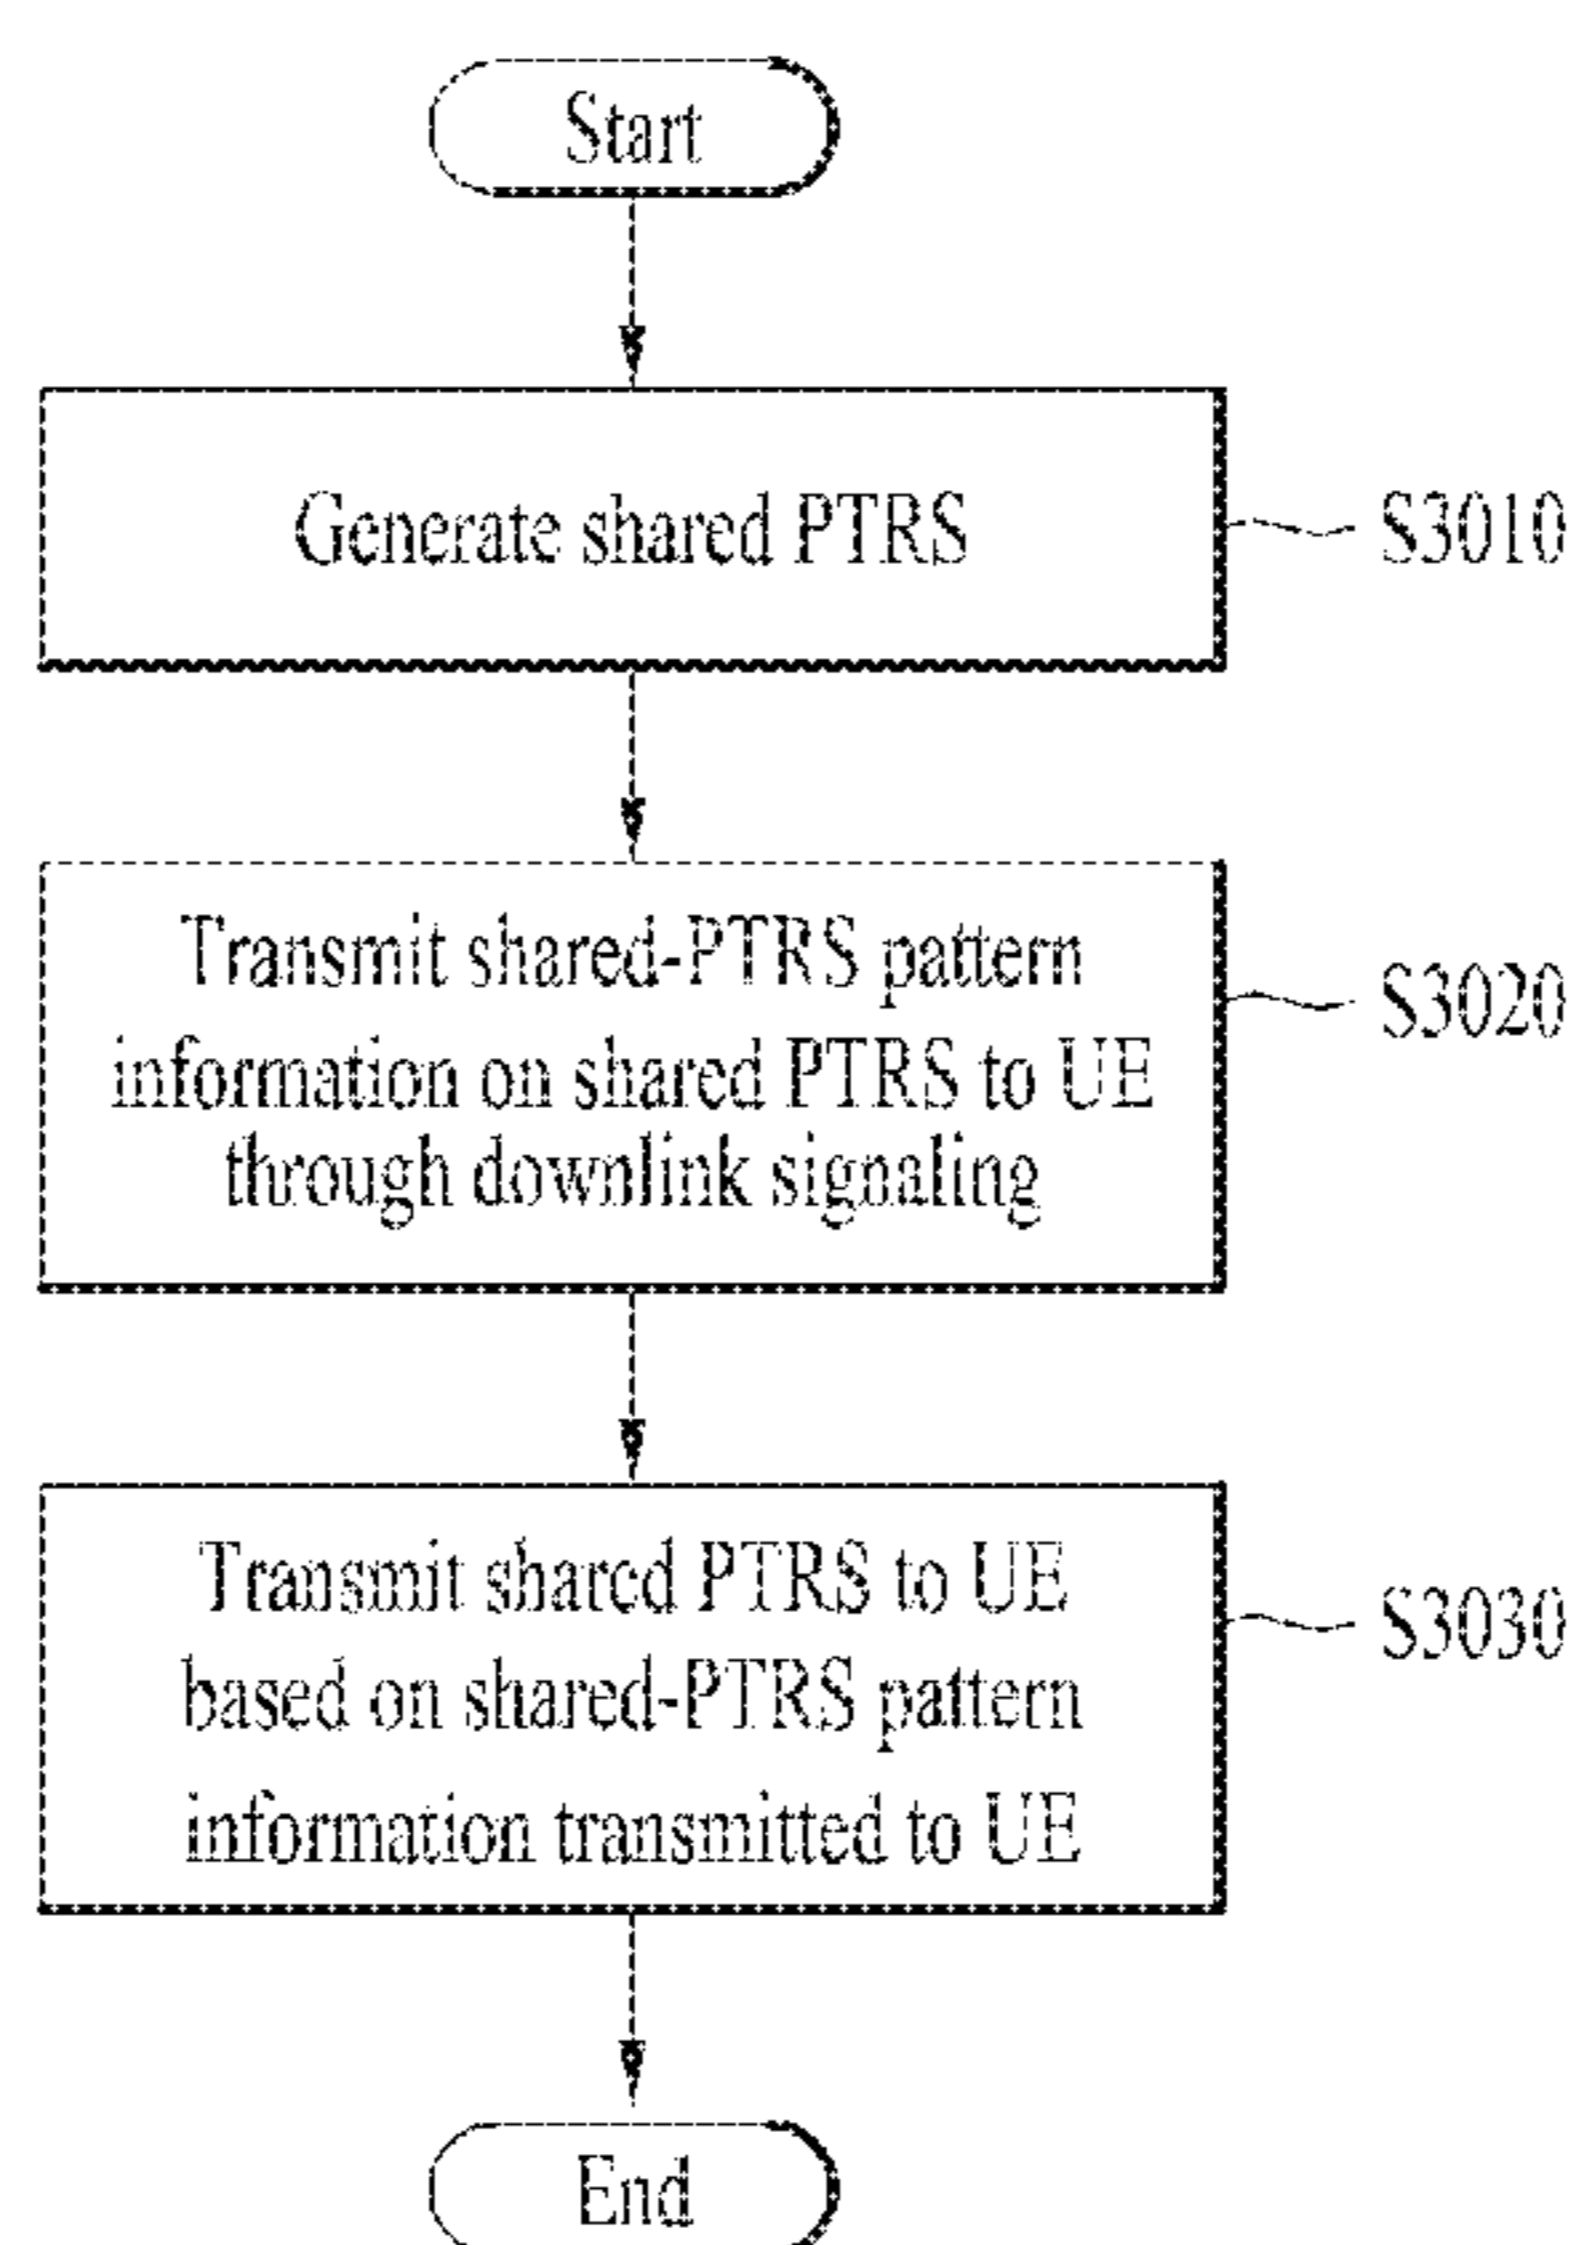 Start
Generate shared PTRS
S3010
Transmit shared-PTRS pattern
information on shared PTRS to UE
through downlink signaling
S3020
Transmit shared PTRS to UE
based on shared-PTRS pattern
information transmitted to UE
S3030
End